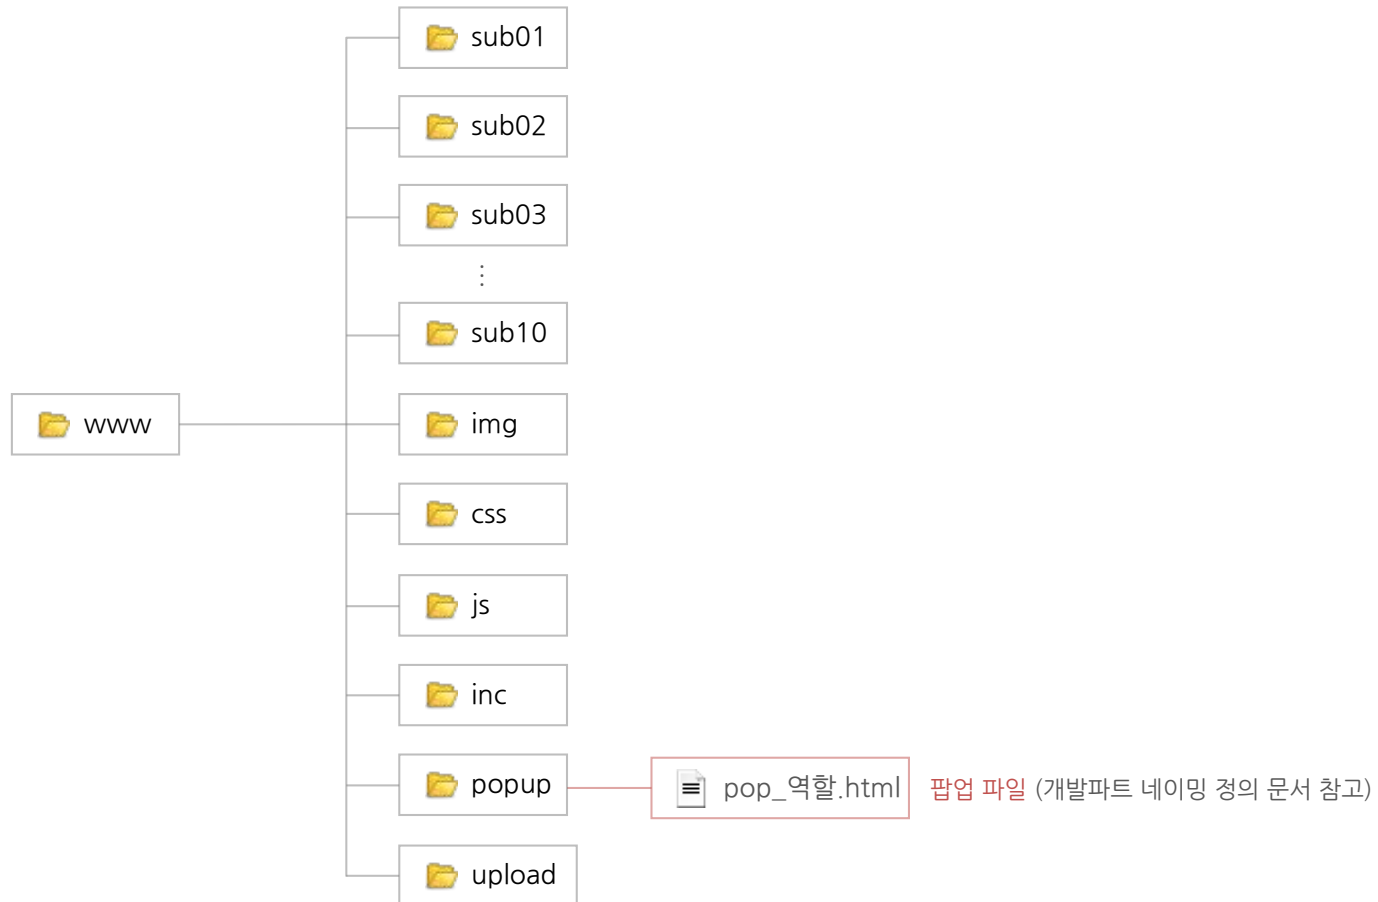 sub01
sub02
sub03
⋮
sub10
www
img
css
js
inc
popup
pop_역할.html 팝업 파일 (개발파트 네이밍 정의 문서 참고)
upload